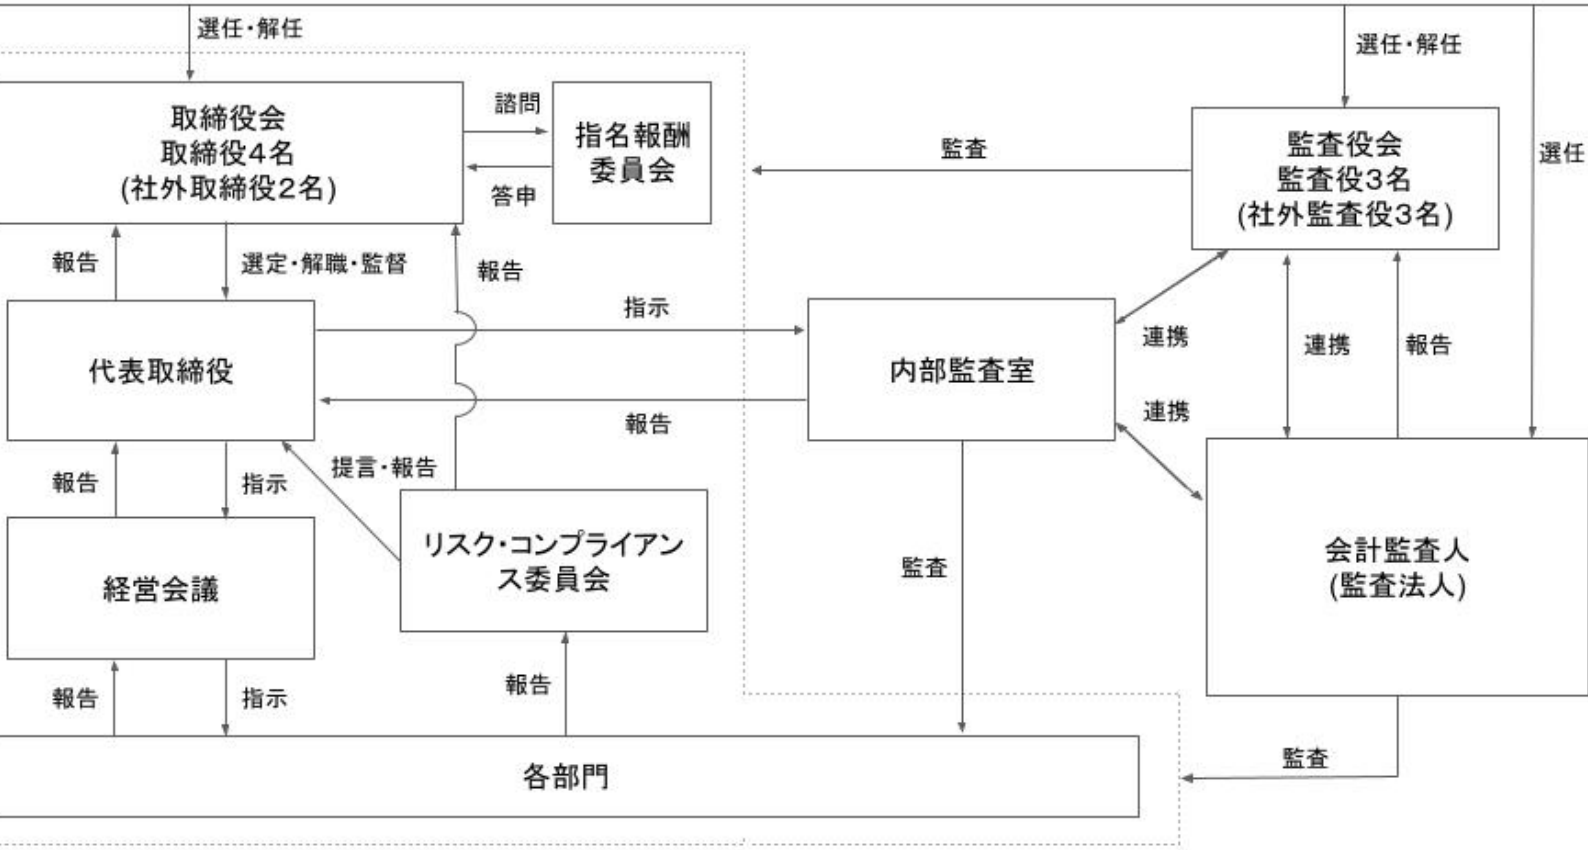 選任・解任
選任・解任
選任
取締役会
取締役4名
(社外取締役2名)
諮問
答申
指名報酬
委員会
監査
監査役会
監査役3名
(社外監査役3名)
報告
選定・解職・監督
報告
指示
代表取締役
内部監査室
連携
連携
報告
報告
連携
報告
指示
提言・報告
経営会議
リスク・コンプライアン
ス委員会
監査
会計監査人
(監査法人)
報告
指示
報告
監査
各部門